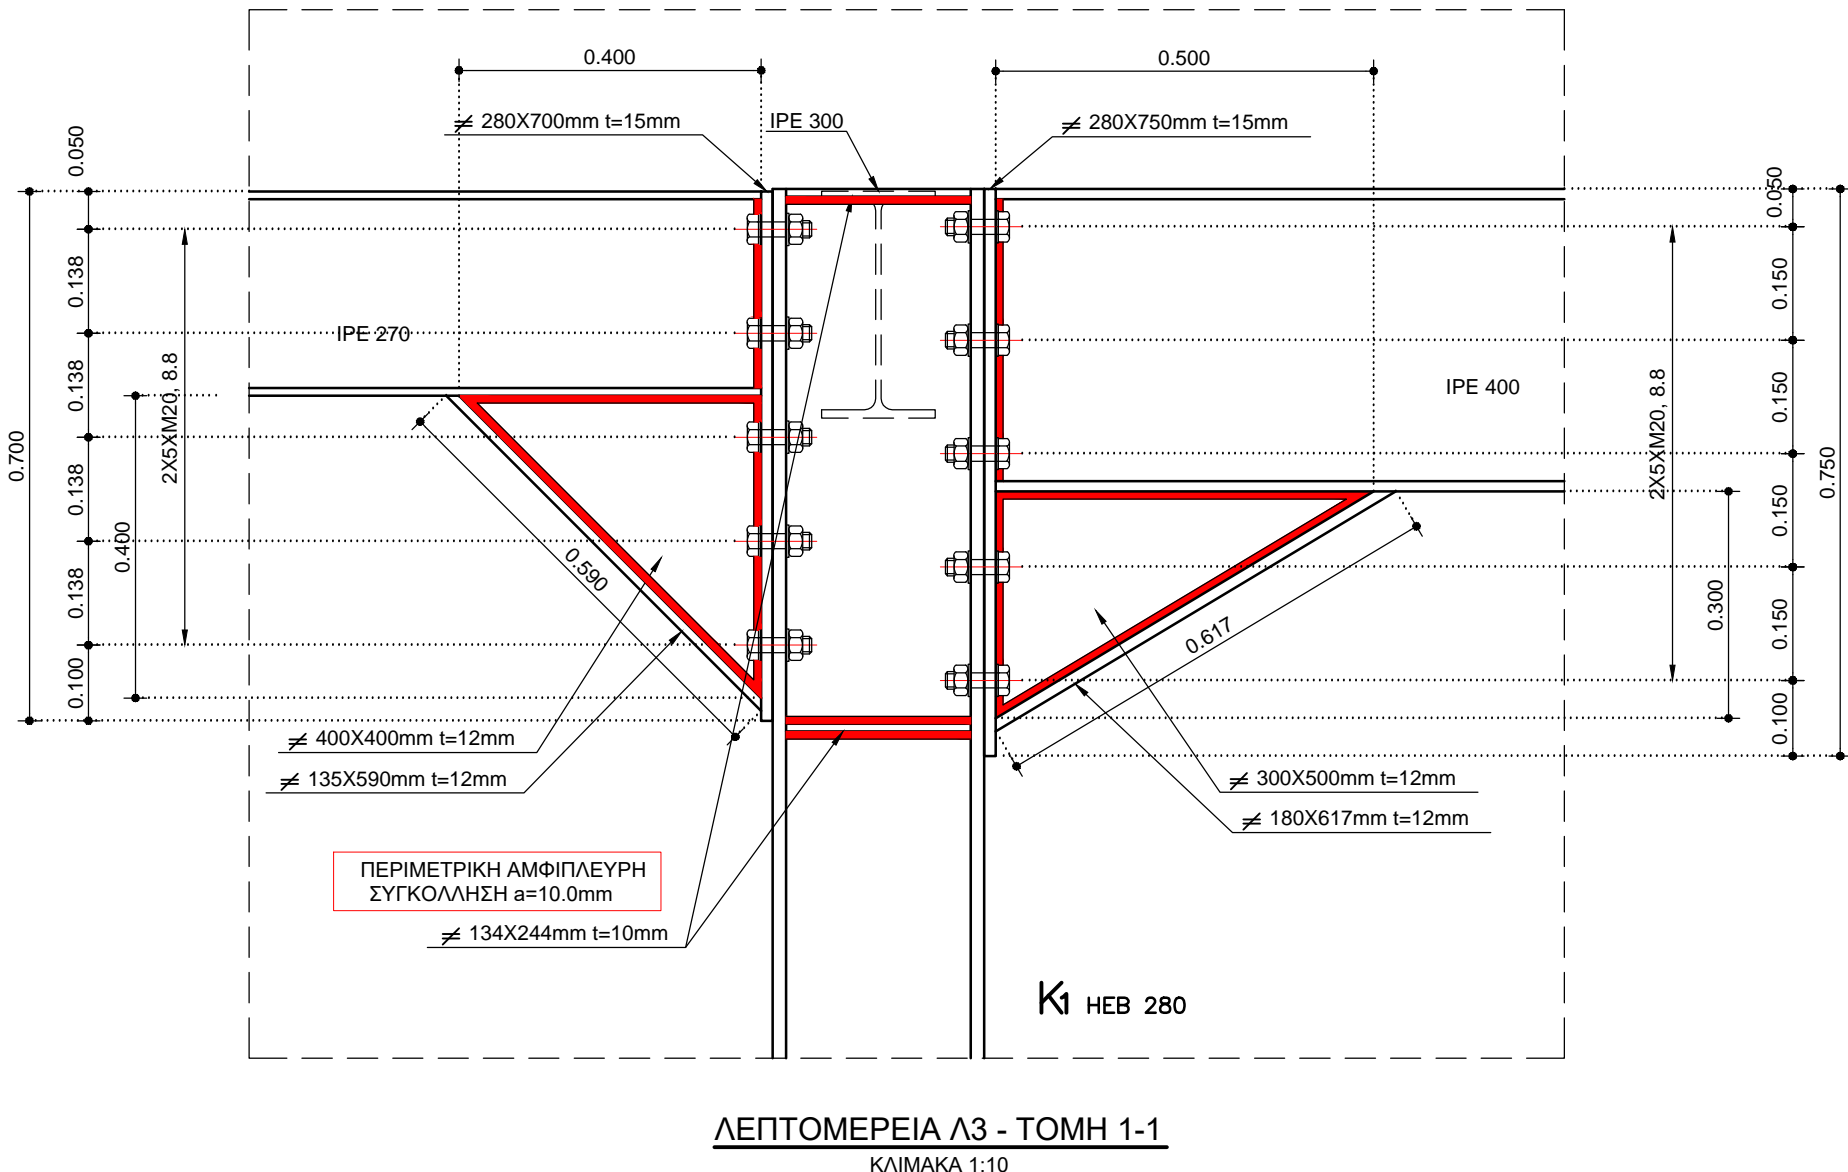 0.400
0.500
≠ 280X700mm t=15mm
IPE 300
≠ 280X750mm t=15mm
0.050
0.138
0.138
0.138
0.138
0.100
0.700
0.400
2X5XM20, 8.8
IPE 270
0.590
0.050
0.150
0.150
0.150
0.150
0.100
0.750
0.300
2X5XM20, 8.8
IPE 400
0.617
≠ 400X400mm t=12mm
≠ 135X590mm t=12mm
≠ 300X500mm t=12mm
≠ 180X617mm t=12mm
ΠΕΡΙΜΕΤΡΙΚΗ ΑΜΦΙΠΛΕΥΡΗ
ΣΥΓΚΟΛΛΗΣΗ a=10.0mm
≠ 134X244mm t=10mm
K1 HEB 280
ΛΕΠΤΟΜΕΡΕΙΑ Λ3 - ΤΟΜΗ 1-1
ΚΛΙΜΑΚΑ 1:10